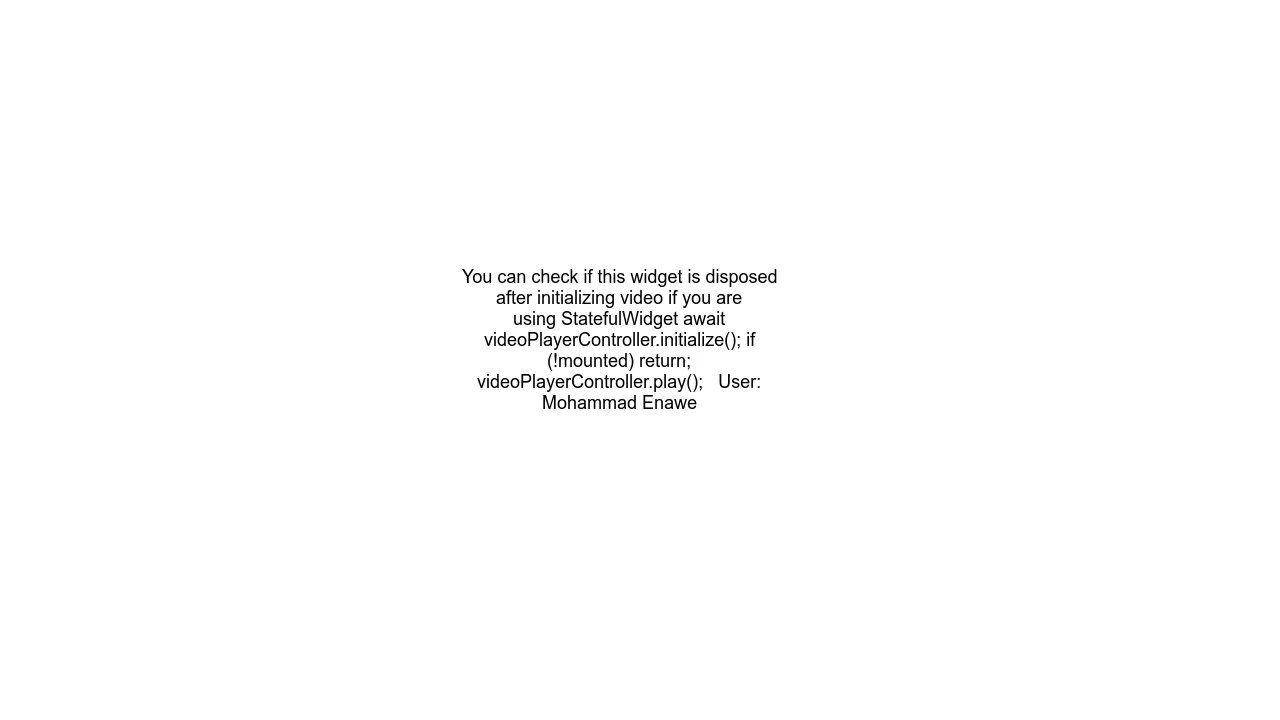 You can check if this widget is disposed
after initializing video if you are
using StatefulWidget await
videoPlayerController.initialize(); if
(!mounted) return;
videoPlayerController.play();   User:
Mohammad Enawe